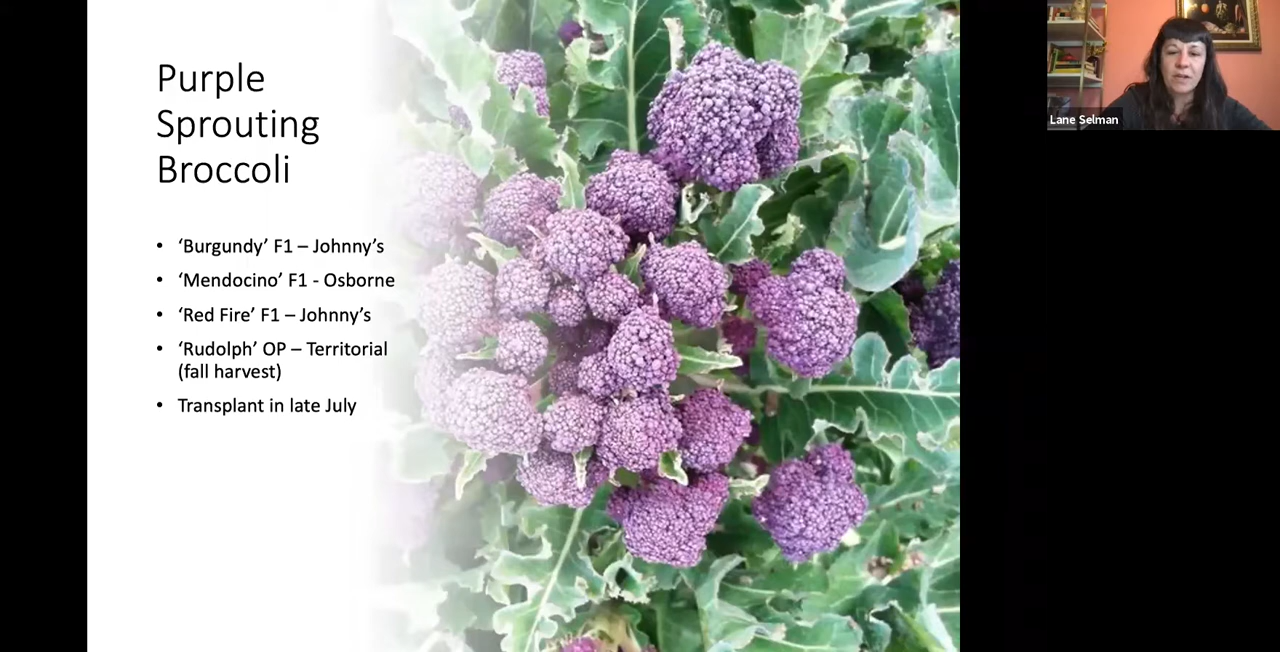 Purple
Sprouting
Broccoli
• ‘Burgundy’ F1 – Johnny’s
• ‘Mendocino’ F1 - Osborne
• ‘Red Fire’ F1 – Johnny’s
• ‘Rudolph’ OP – Territorial
(fall harvest)
• Transplant in late July
Lane Selman